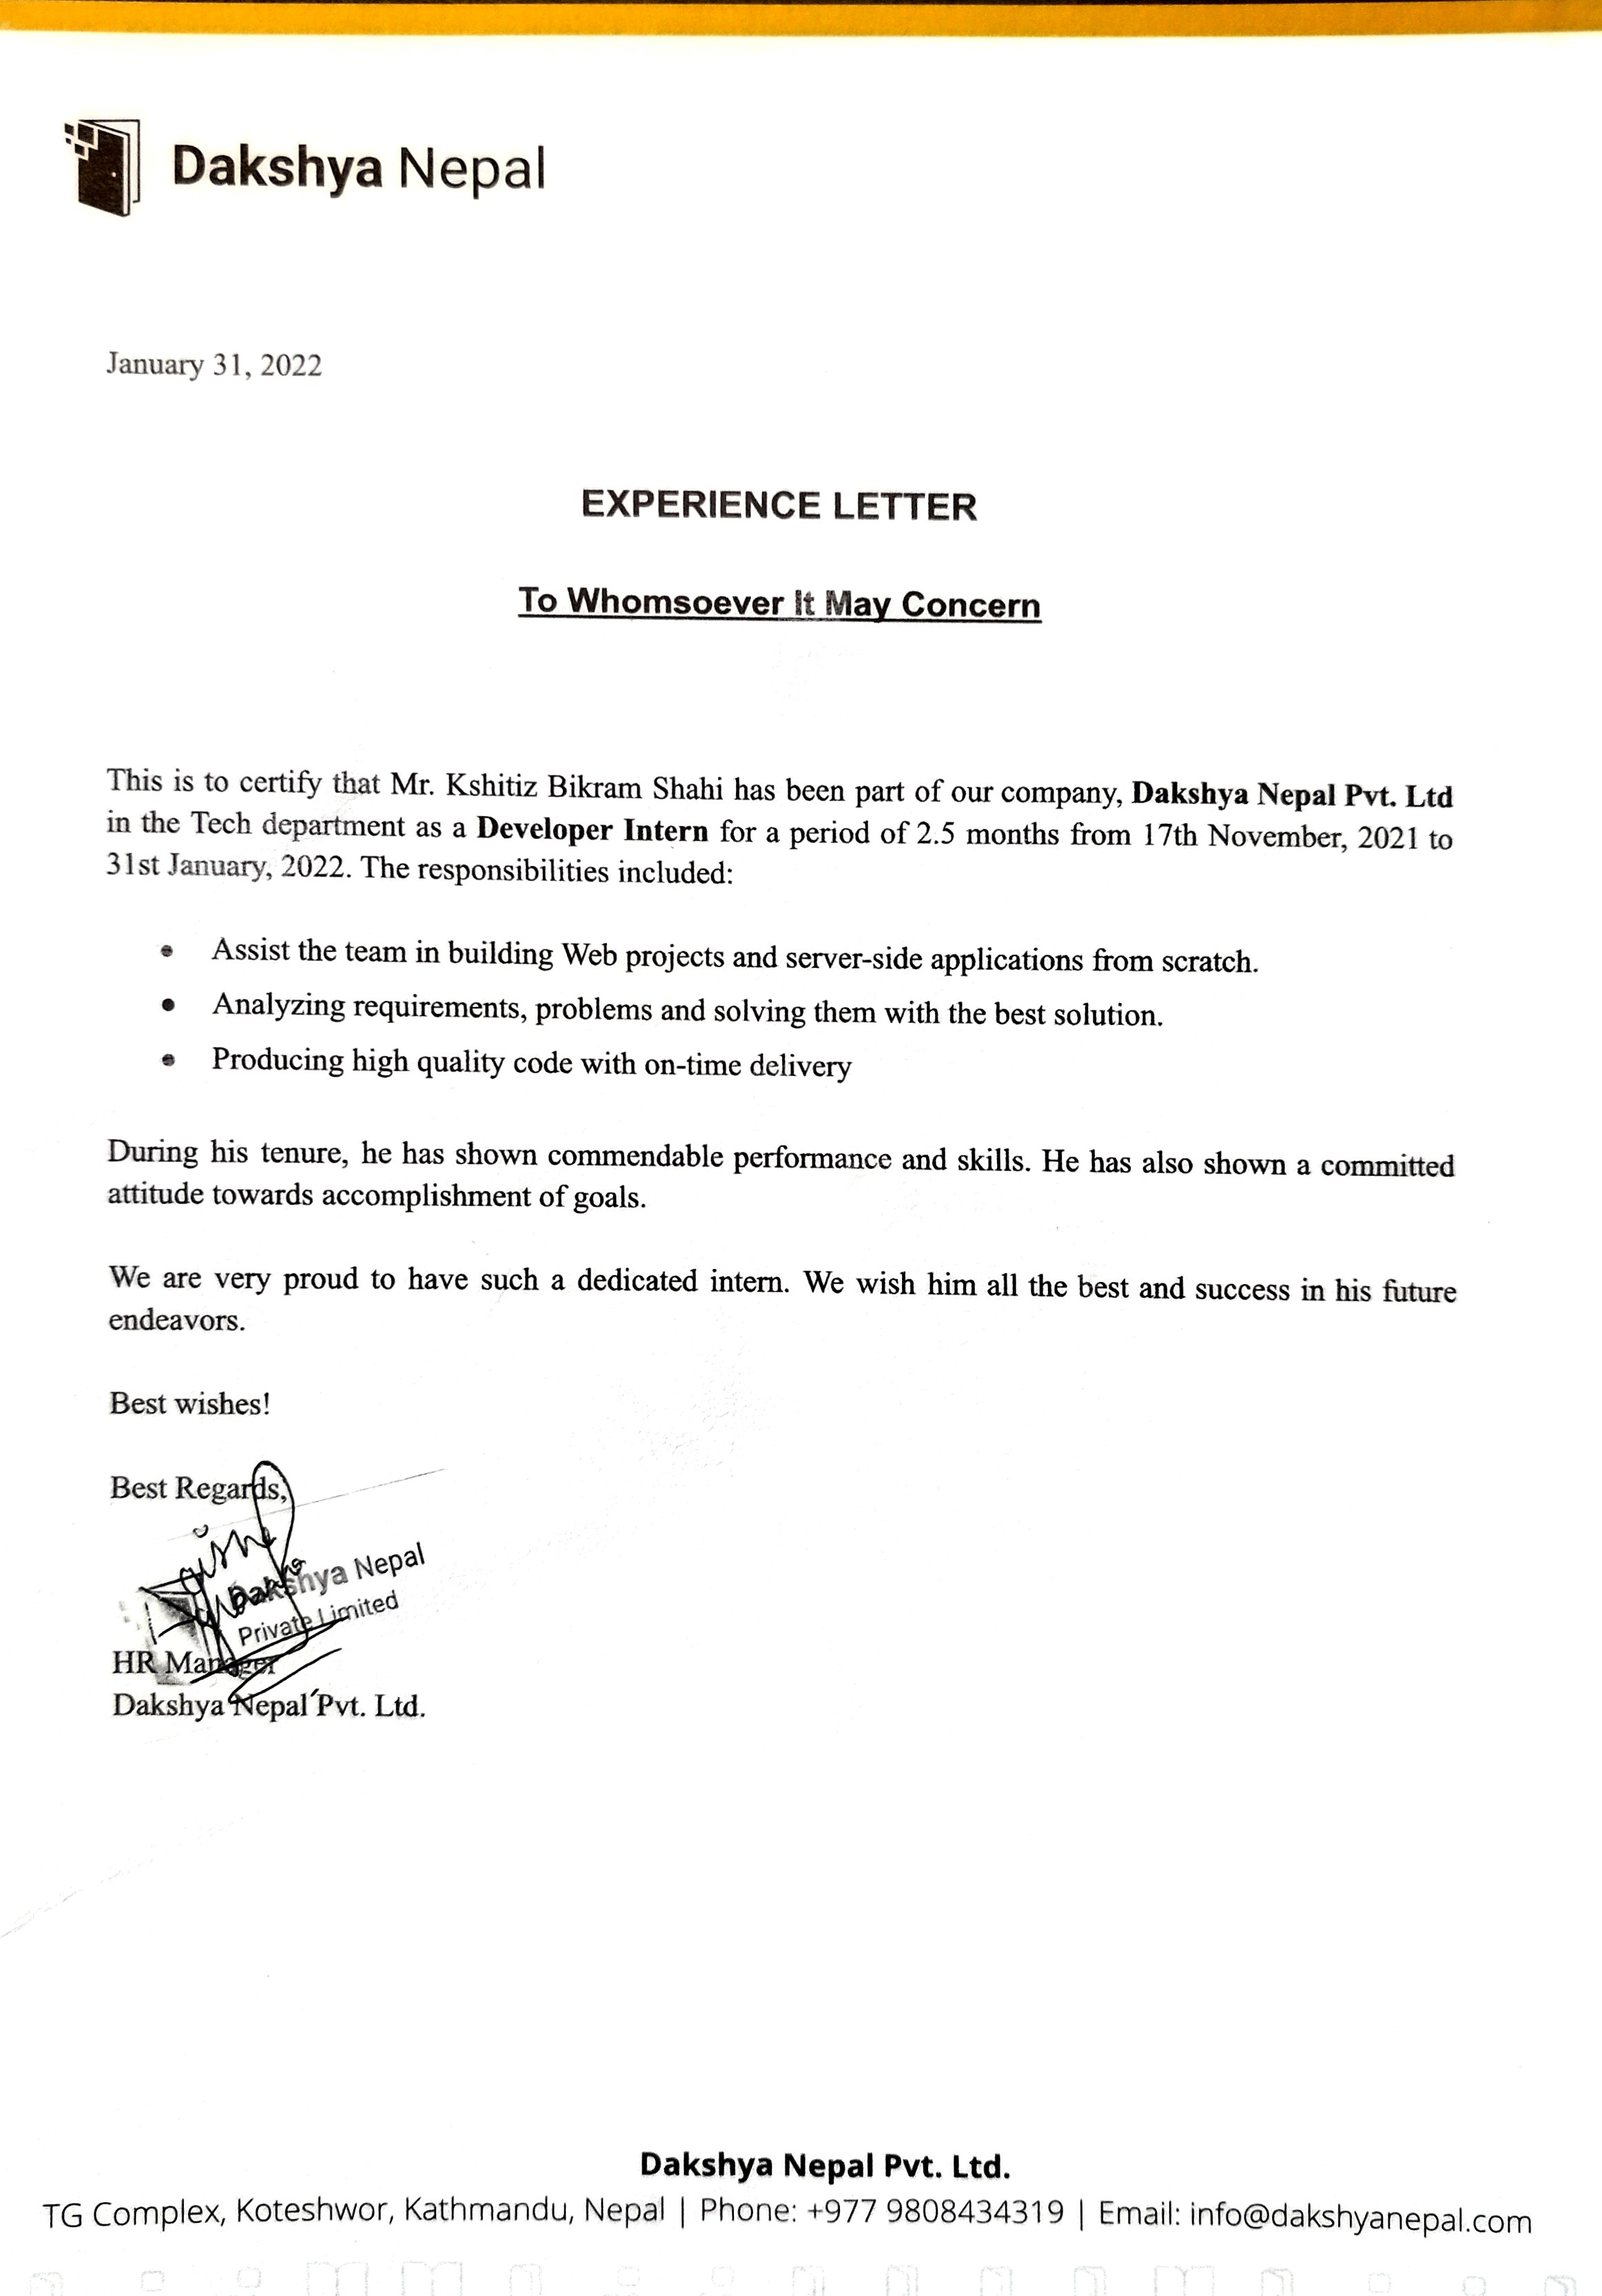 Dakshya Nepal
January 31, 2022
EXPERIENCE LETTER
To Whomsoever It May Concern
This is to certify that Mr. Kshitiz Bikram Shahi has been part of our company, Dakshya Nepal Pvt. Ltd
in the Tech department as a Developer Intern for a period of 2.5 months from 17th November, 2021 to
31st January, 2022. The responsibilities included:
• Assist the team in building Web projects and server-side applications from scratch.
• Analyzing requirements, problems and solving them with the best solution.
• Producing high quality code with on-time delivery
During his tenure, he has shown commendable performance and skills. He has also shown a committed
attitude towards accomplishment of goals.
We are very proud to have such a dedicated intern. We wish him all the best and success in his future
endeavors.
Best wishes!
Best Regards,
Dakshya Nepal
Private Limited
HR Manager
Dakshya Nepal Pvt. Ltd.
Dakshya Nepal Pvt. Ltd.
TG Complex, Koteshwor, Kathmandu, Nepal | Phone: +977 9808434319 | Email: info@dakshyanepal.com